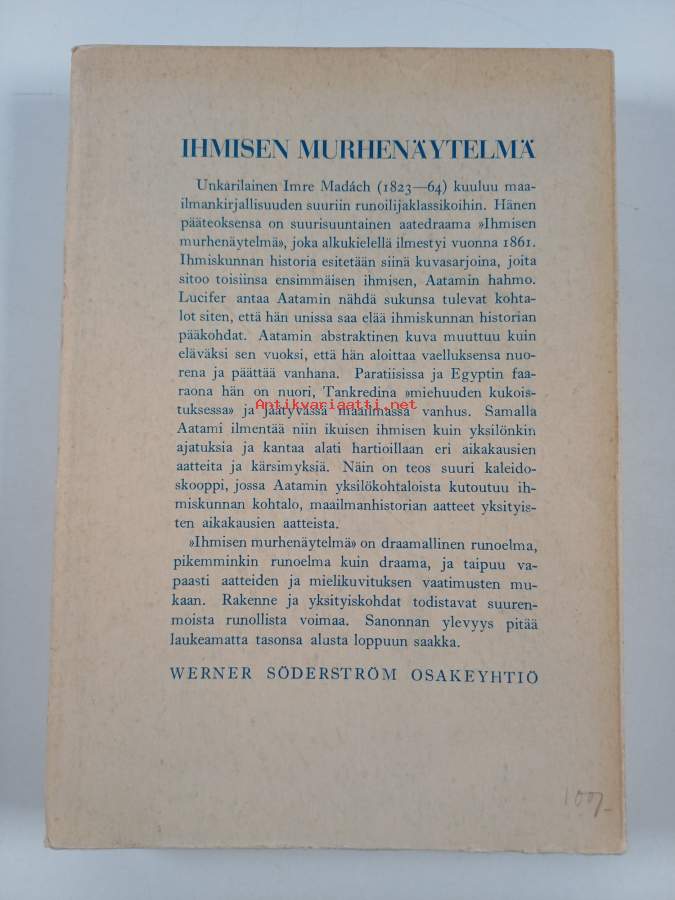 IHMISEN MURHENÄYTELMÄ
Unkarilainen Imre Madách (1823—64) kuuluu maa-
ilmankirjallisuuden suuriin runoilijaklassikoihin. Hänen
pääteoksensa on suurisuuntainen aatedraama »Ihmisen
murhenäytelmä», joka alkukielellä ilmestyi vuonna 1861.
Ihmiskunnan historia esitetään siinä kuvasarjoina, joita
sitoo toisiinsa ensimmäisen ihmisen, Aatamin hahmo.
Lucifer antaa Aatamin nähdä sukunsa tulevat kohta-
lot siten, että hän unissa saa elää ihmiskunnan historian
pääkohdat. Aatamin abstraktinen kuva muuttuu kuin
eläväksi sen vuoksi, että hän aloittaa vaelluksensa nuo-
rena ja päättää vanhana. Paratiisissa ja Egyptin faa-
raona hän on nuori, Tankredina »miehuuden kukois-
tuksessa» ja jäätyvässä maailmassa vanhus. Samalla
Antikvariaatti.net
Aatami ilmentää niin ikuisen ihmisen kuin yksilönkin
ajatuksia ja kantaa alati hartioillaan eri aikakausien
aatteita ja kärsimyksiä. Näin on teos suuri kaleido-
skooppi, jossa Aatamin yksilökohtaloista kutoutuu ih-
miskunnan kohtalo, maailmanhistorian aatteet yksityis-
ten aikakausien aatteista.
»Ihmisen murhenäytelmä» on draamallinen runoelma,
pikemminkin runoelma kuin draama, ja taipuu va-
paasti aatteiden ja mielikuvituksen vaatimusten mu-
kaan. Rakenne ja yksityiskohdat todistavat suuren-
moista runollista voimaa. Sanonnan ylevyys pitää
laukeamatta tasonsa alusta loppuun saakka.
WERNER SÖDERSTRÖM OSAKEYHTIÖ